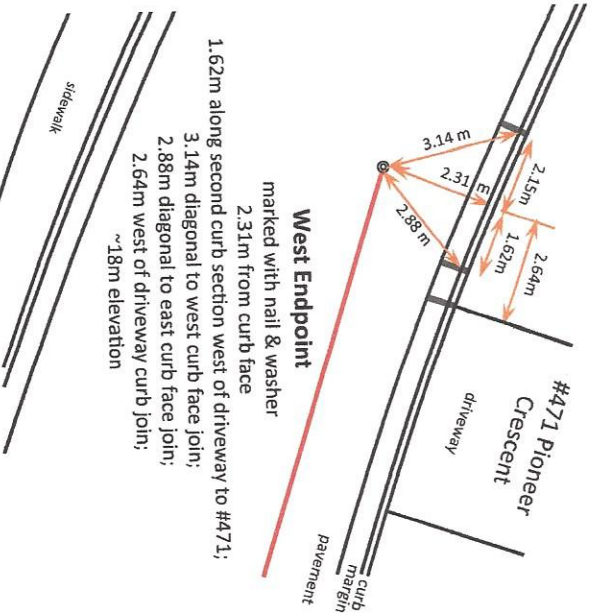 #471 Pioneer
Crescent
driveway
2.15m
1.62m
2.64m
3.14 m
2.31 m
2.88 m
curb
margin
pavement
West Endpoint
marked with nail & washer
2.31m from curb face
1.62m along second curb section west of driveway to #471;
3.14m diagonal to west curb face join;
2.88m diagonal to east curb face join;
2.64m west of driveway curb join;
~18m elevation
sidewalk